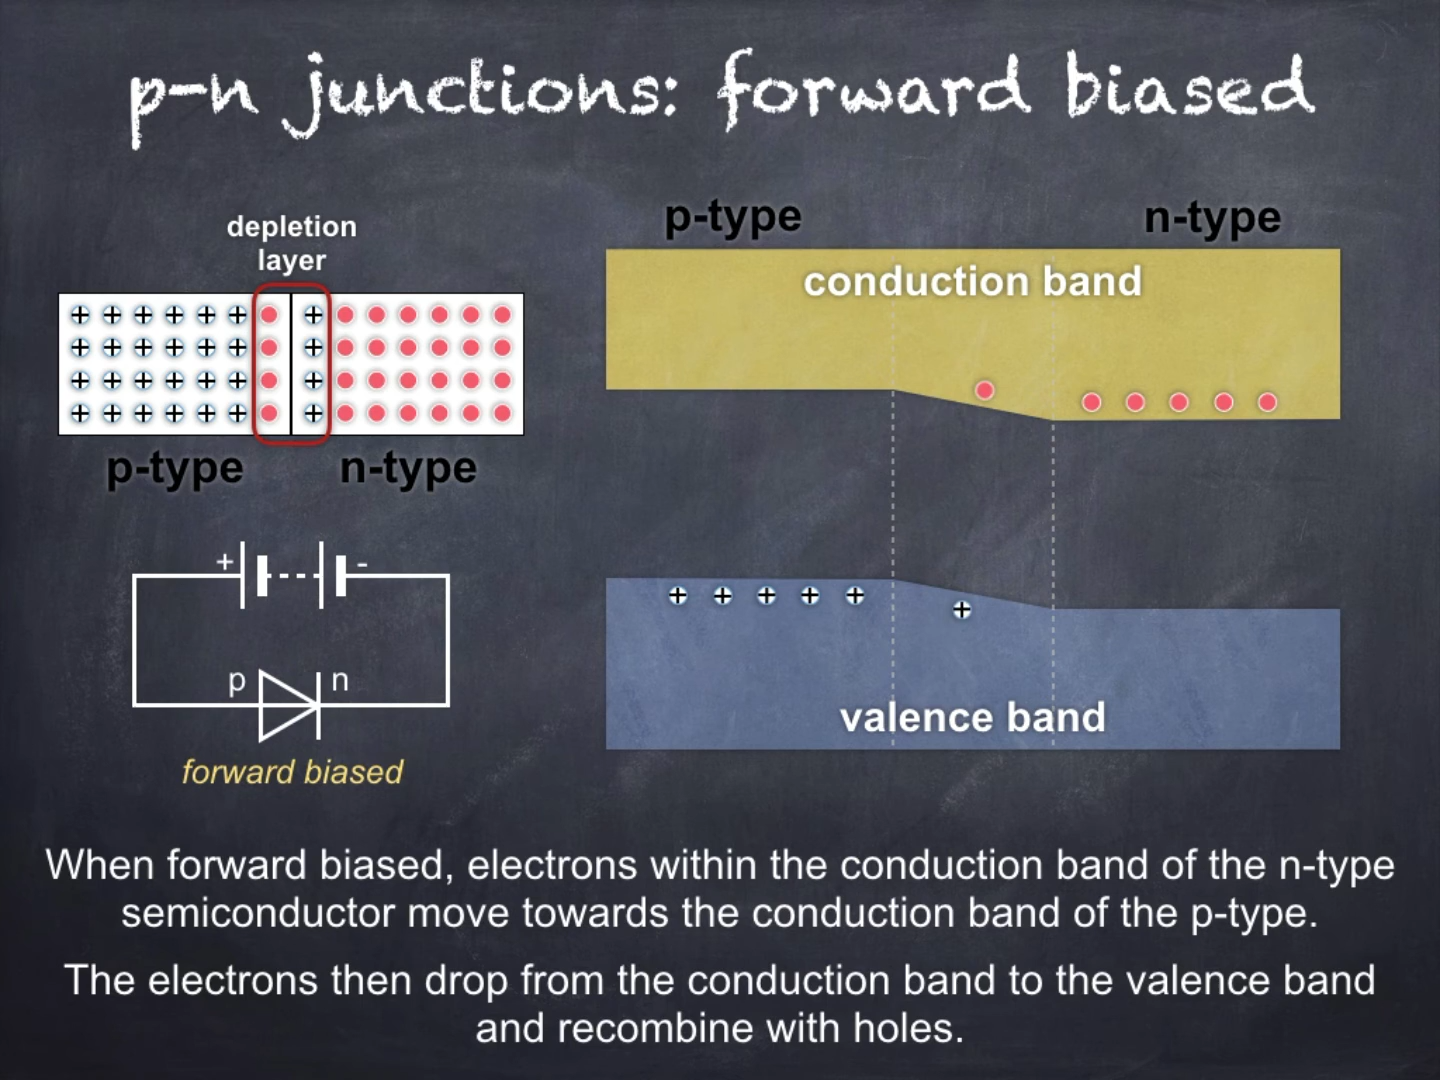 p-n junctions: forward biased
depletion
layer
p-type
n-type
p-type
n-type
conduction band
valence band
+
-
p
n
forward biased
When forward biased, electrons within the conduction band of the n-type
semiconductor move towards the conduction band of the p-type.
The electrons then drop from the conduction band to the valence band
and recombine with holes.